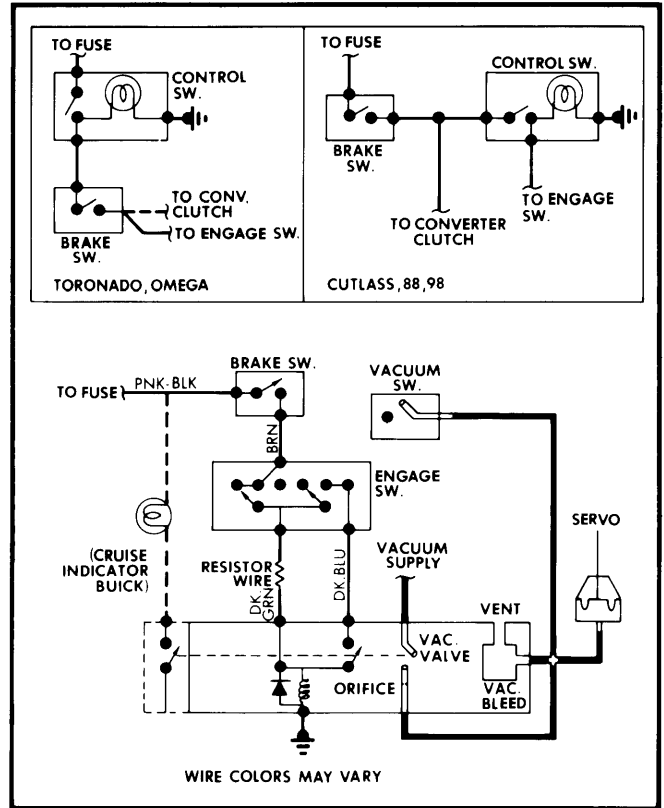 TO FUSE
CONTROL
SW.
TO CONV.
CLUTCH
TO ENGAGE SW.
BRAKE
SW.
TORONADO, OMEGA
TO FUSE
CONTROL SW.
BRAKE
SW.
TO ENGAGE
SW.
TO CONVERTER
CLUTCH
CUTLASS, 88, 98
BRAKE SW.
VACUUM
SW.
TO FUSE
PNK-BLK
BRN
ENGAGE
SW.
SERVO
(CRUISE
INDICATOR
BUICK)
RESISTOR
WIRE
DK.
GRN
DK.BLU
VACUUM
SUPPLY
VENT
VAC.
VALVE
ORIFICE
VAC.
BLEED
WIRE COLORS MAY VARY